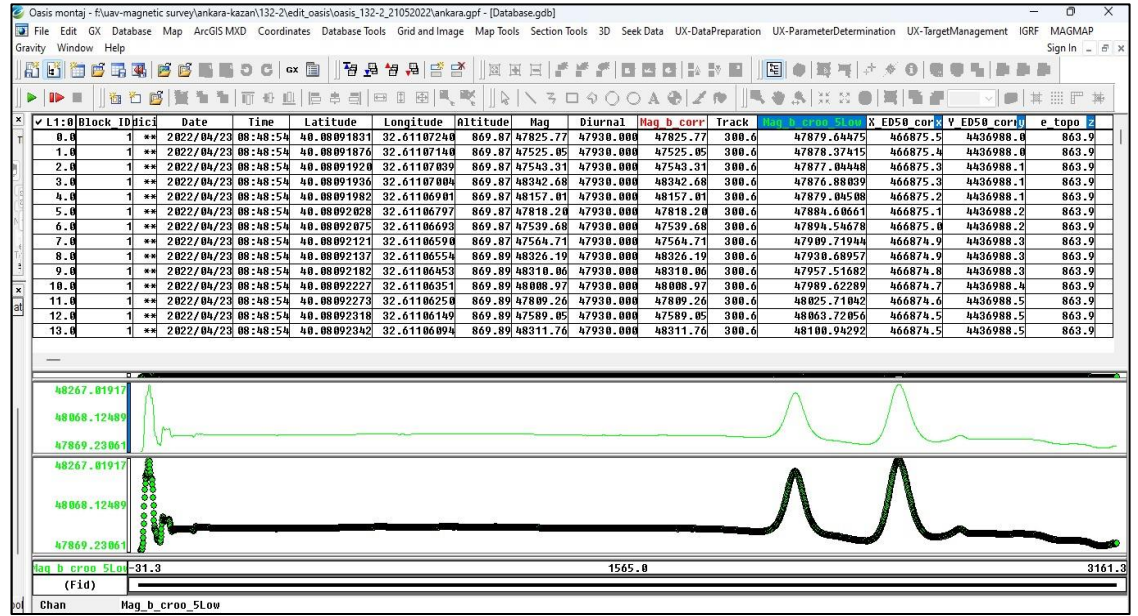 Oasis montaj - f:\uav-magnetic survey\ankara-kazan\132-2\edit_oasis\oasis_132-2_21052022\ankara.gpf - [Database.gdb]
File Edit GX Database Map ArcGIS MXD Coordinates Database Tools Grid and Image Map Tools Section Tools 3D Seek Data UX-DataPreparation UX-ParameterDetermination UX-TargetManagement IGRF MAGMAP
Gravity Window Help Sign In
GX
L1:0 Block_ID dici Date Time Latitude Longitude Altitude Mag Diurnal Mag_b_corr Track Mag_b_croo_5Low X_ED50_cor x Y_ED50_corr y e_topo z
0.0 1 ** 2022/04/23 08:48:54 40.08091831 32.61107240 869.87 47825.77 47930.000 47825.77 300.6 47879.64475 466875.5 4436988.0 863.9
1.0 1 ** 2022/04/23 08:48:54 40.08091876 32.61107140 869.87 47525.05 47930.000 47525.05 300.6 47878.37415 466875.4 4436988.0 863.9
2.0 1 ** 2022/04/23 08:48:54 40.08091920 32.61107039 869.87 47543.31 47930.000 47543.31 300.6 47877.04448 466875.3 4436988.1 863.9
3.0 1 ** 2022/04/23 08:48:54 40.08091936 32.61107004 869.87 48342.68 47930.000 48342.68 300.6 47876.88039 466875.3 4436988.1 863.9
4.0 1 ** 2022/04/23 08:48:54 40.08091982 32.61106901 869.87 48157.01 47930.000 48157.01 300.6 47879.04508 466875.2 4436988.1 863.9
5.0 1 ** 2022/04/23 08:48:54 40.08092028 32.61106797 869.87 47818.20 47930.000 47818.20 300.6 47884.60661 466875.1 4436988.2 863.9
6.0 1 ** 2022/04/23 08:48:54 40.08092075 32.61106693 869.87 47539.68 47930.000 47539.68 300.6 47894.54678 466875.0 4436988.2 863.9
7.0 1 ** 2022/04/23 08:48:54 40.08092121 32.61106590 869.87 47564.71 47930.000 47564.71 300.6 47909.71944 466874.9 4436988.3 863.9
8.0 1 ** 2022/04/23 08:48:54 40.08092137 32.61106554 869.89 48326.19 47930.000 48326.19 300.6 47930.68957 466874.9 4436988.3 863.9
9.0 1 ** 2022/04/23 08:48:54 40.08092182 32.61106453 869.89 48310.06 47930.000 48310.06 300.6 47957.51682 466874.8 4436988.3 863.9
10.0 1 ** 2022/04/23 08:48:54 40.08092227 32.61106351 869.89 48008.97 47930.000 48008.97 300.6 47989.62289 466874.7 4436988.4 863.9
11.0 1 ** 2022/04/23 08:48:54 40.08092273 32.61106250 869.89 47809.26 47930.000 47809.26 300.6 48025.71042 466874.6 4436988.5 863.9
12.0 1 ** 2022/04/23 08:48:54 40.08092318 32.61106149 869.89 47589.05 47930.000 47589.05 300.6 48063.72056 466874.5 4436988.5 863.9
13.0 1 ** 2022/04/23 08:48:54 40.08092342 32.61106094 869.89 48311.76 47930.000 48311.76 300.6 48100.94292 466874.5 4436988.5 863.9
48267.01917
48068.12489
47869.23061
48267.01917
48068.12489
47869.23061
Mag_b_croo_5Lov -31.3 1565.0 3161.3
(Fid)
Chan Mag_b_croo_5Low